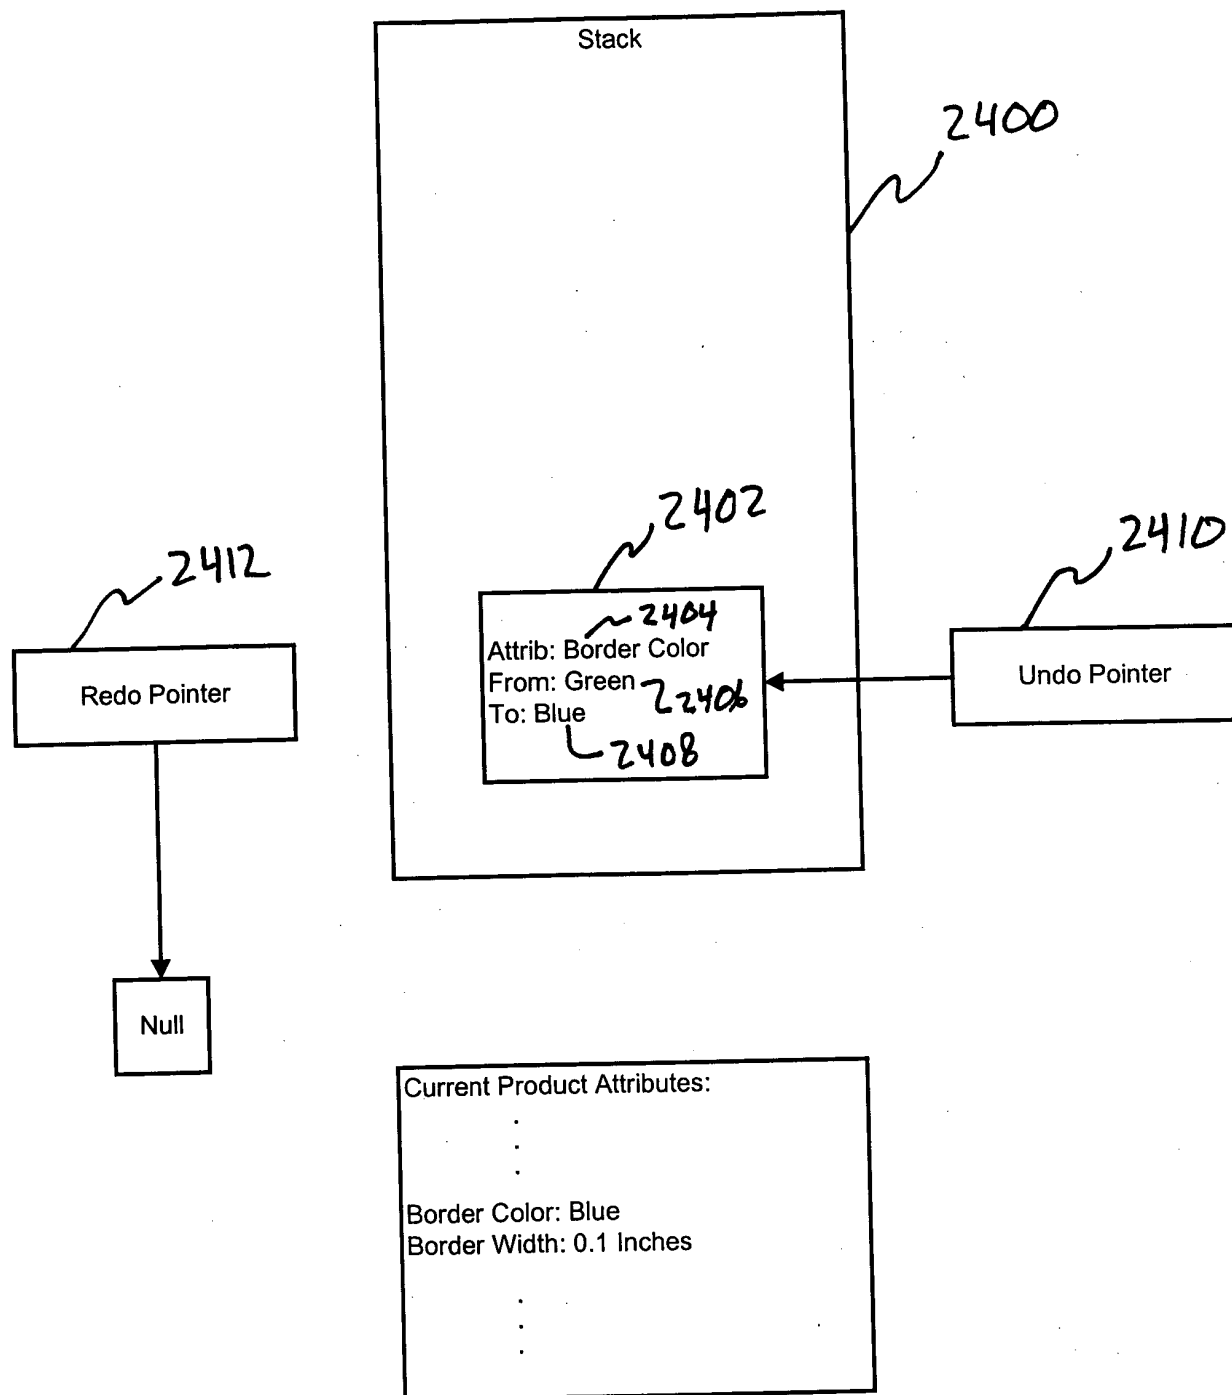 Stack
2400
2402
2410
2412
2404
Attrib: Border Color
From: Green
2406
To: Blue
2408
Redo Pointer
Undo Pointer
Null
Current Product Attributes:
Border Color: Blue
Border Width: 0.1 Inches